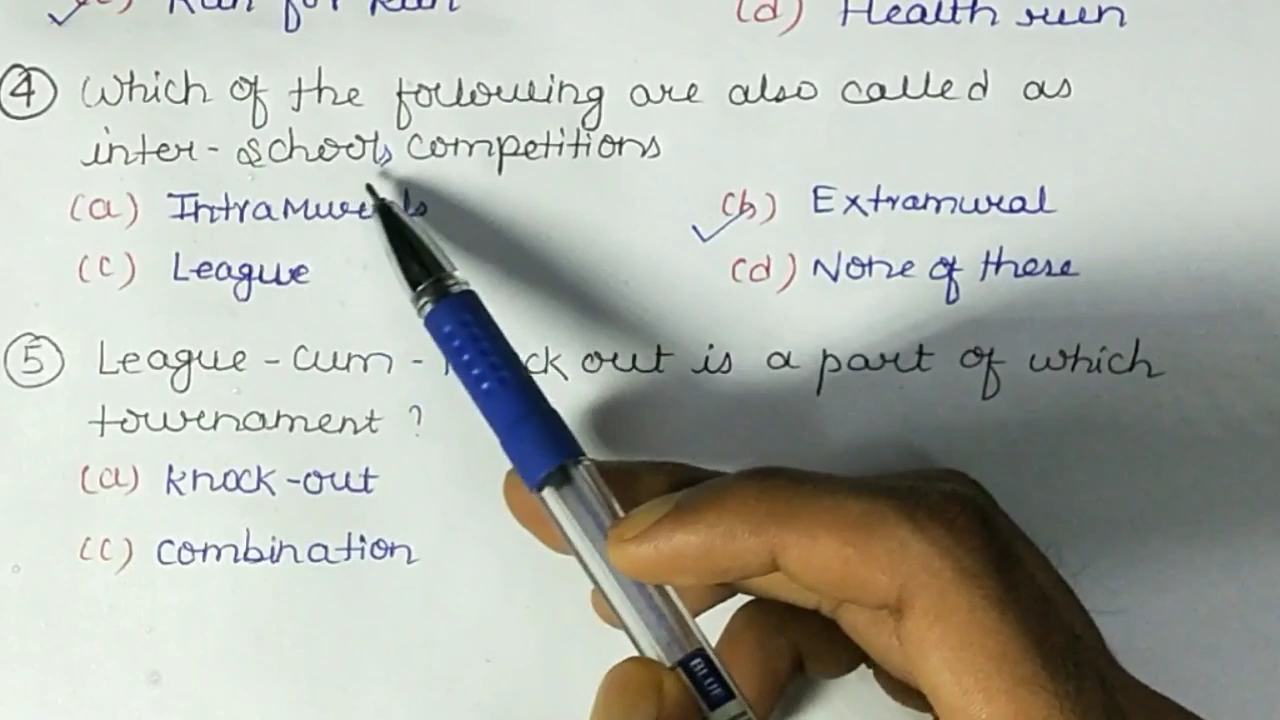 (d) Health run
④ Which of the following are also called as
inter-schools competitions
(a) Intramurals (b) Extramural
(c) League (d) None of these
⑤ League-cum- out is a part of which
tournament?
(a) knock-out
(c) combination
BLUE